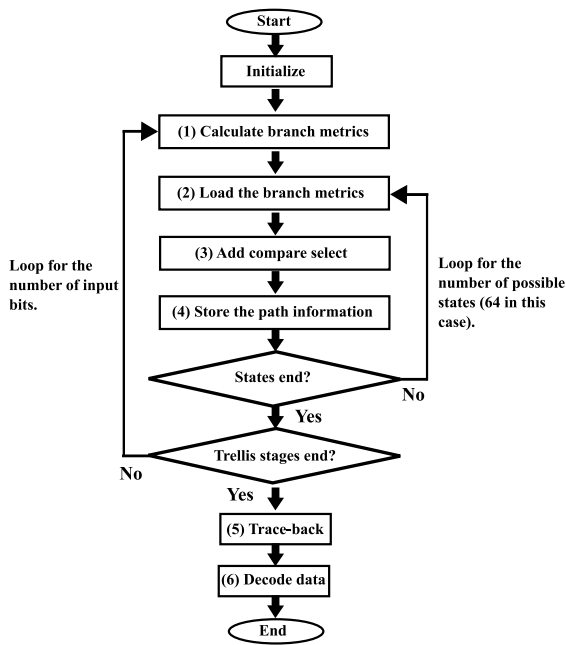 Start
Initialize
(1) Calculate branch metrics
(2) Load the branch metrics
(3) Add compare select
(4) Store the path information
Loop for the
number of input
bits.
Loop for the
number of possible
states (64 in this
case).
States end?
No
Yes
Trellis stages end?
No
Yes
(5) Trace-back
(6) Decode data
End